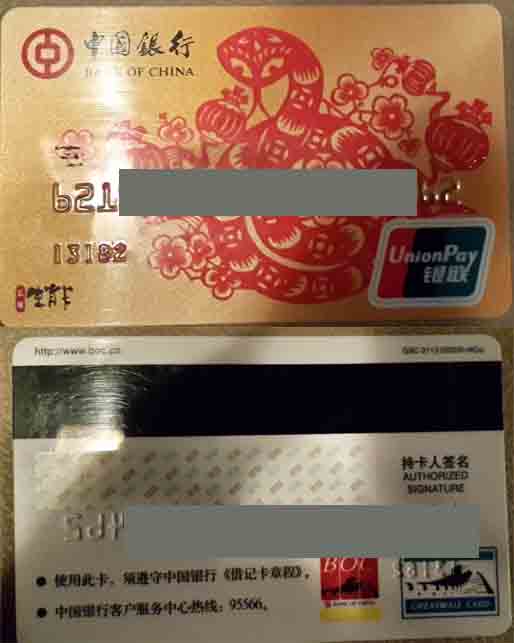 中国银行
BANK OF CHINA
621
13182
生肖卡
UnionPay
银联
http://www.boc.cn
持卡人签名
AUTHORIZED
SIGNATURE
BOC
BANK OF CHINA
GREATWALL CARD
● 使用此卡，须遵守中国银行《借记卡章程》。
● 中国银行客户服务中心热线：95566。